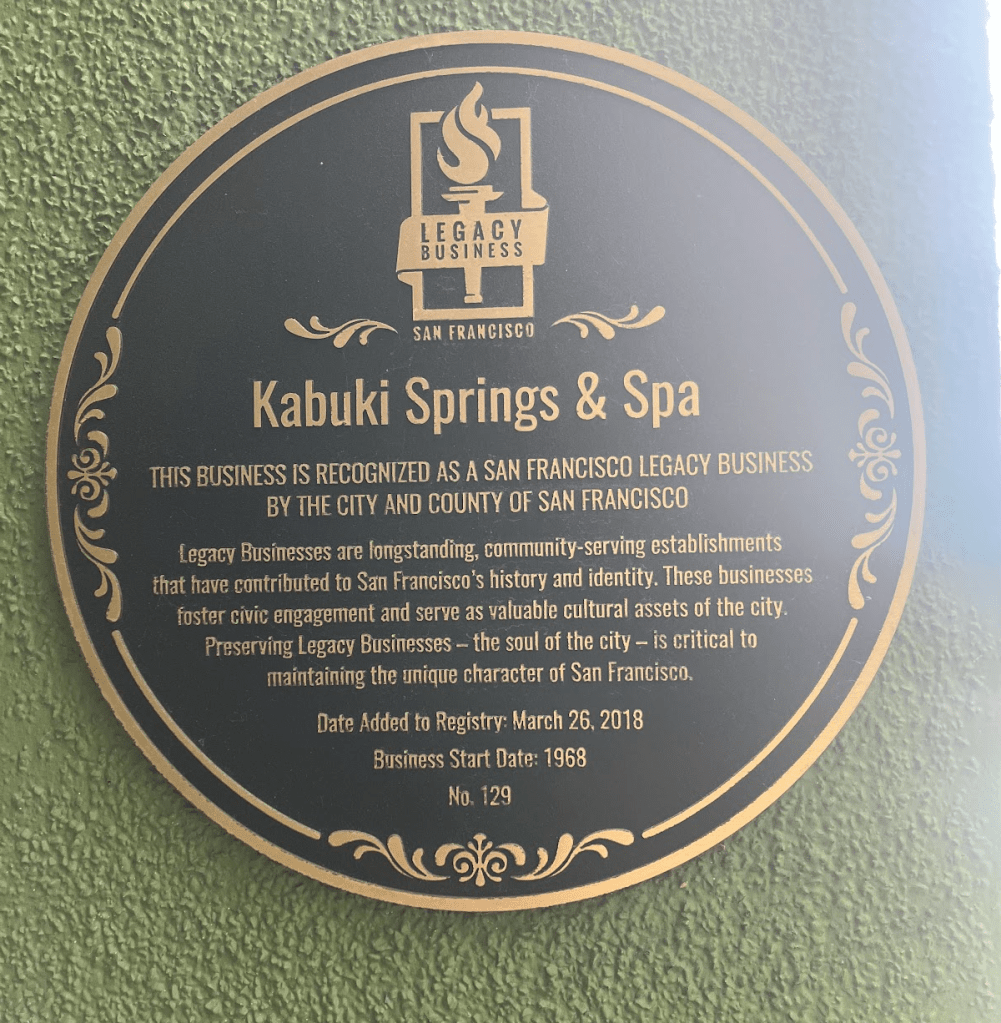 LEGACY
BUSINESS
SAN FRANCISCO
Kabuki Springs & Spa
THIS BUSINESS IS RECOGNIZED AS A SAN FRANCISCO LEGACY BUSINESS
BY THE CITY AND COUNTY OF SAN FRANCISCO
Legacy Businesses are longstanding, community-serving establishments
that have contributed to San Francisco's history and identity. These businesses
foster civic engagement and serve as valuable cultural assets of the city.
Preserving Legacy Businesses – the soul of the city – is critical to
maintaining the unique character of San Francisco.
Date Added to Registry: March 26, 2018
Business Start Date: 1968
No. 129